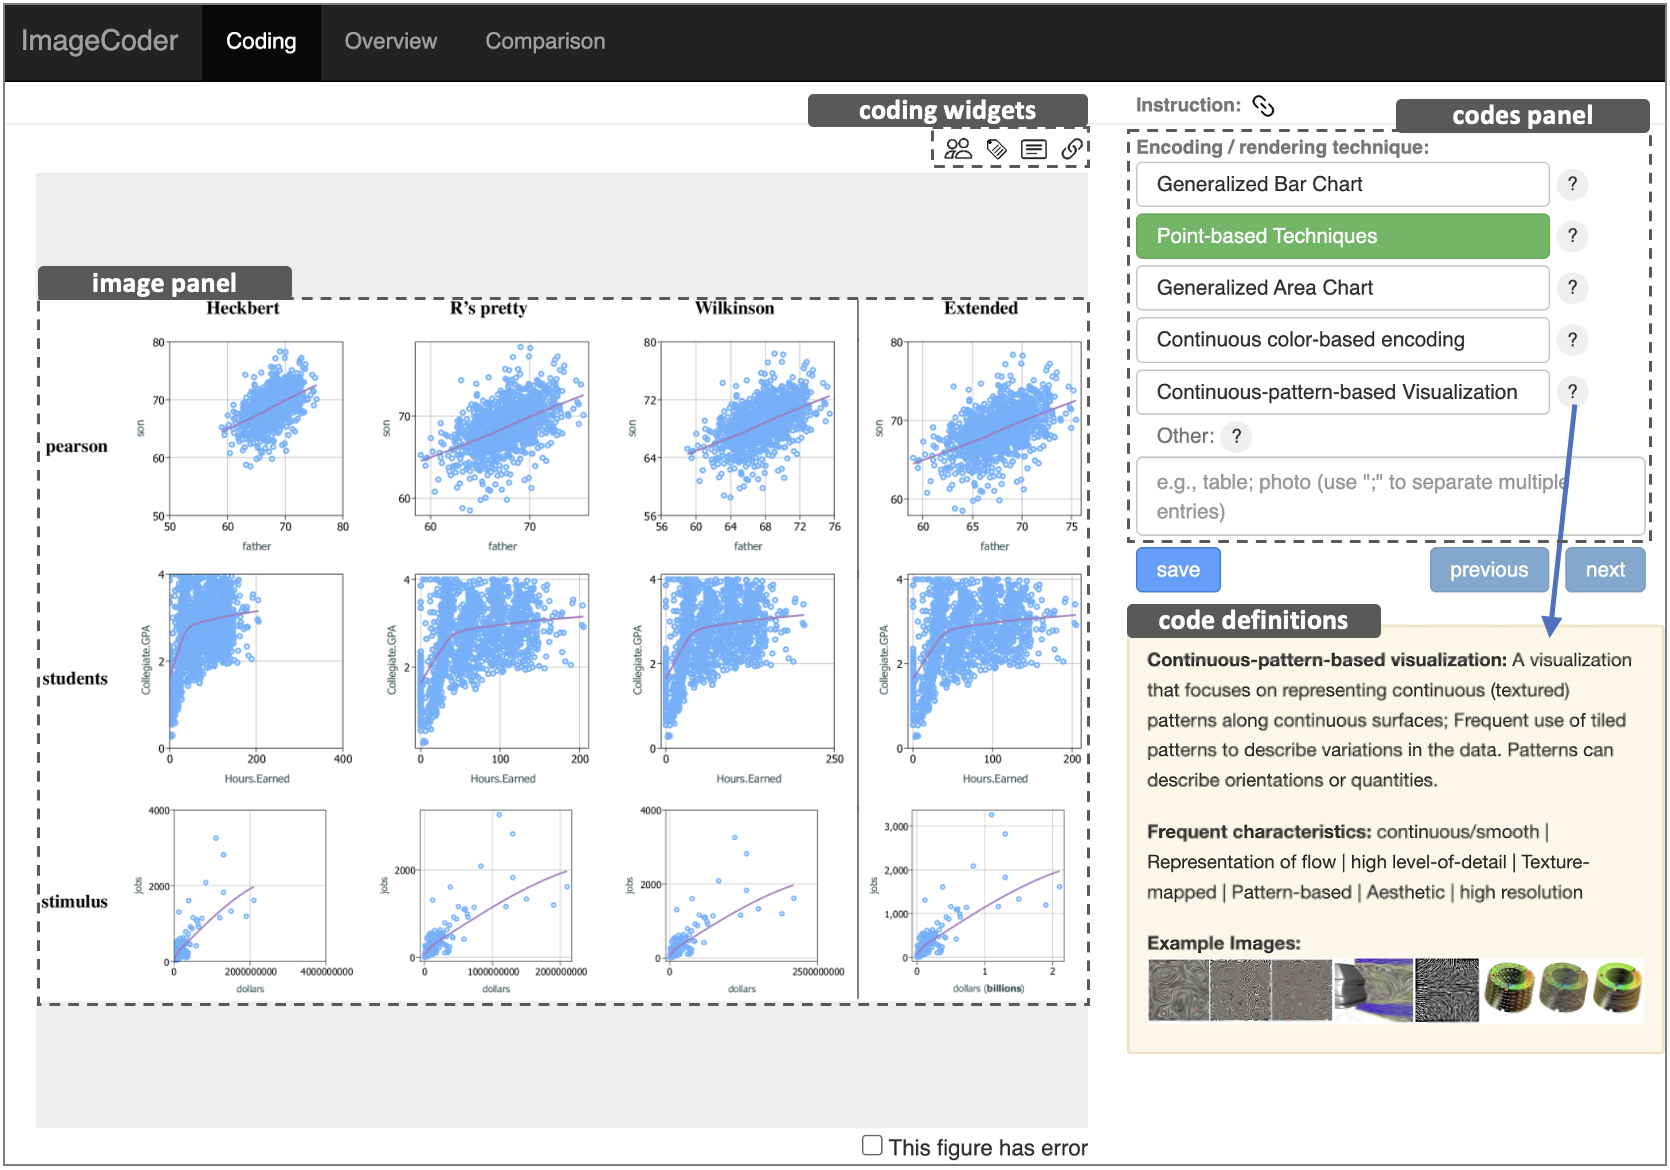 ImageCoder Coding Overview Comparison
coding widgets
Instruction:
codes panel
Encoding / rendering technique:
Generalized Bar Chart ?
Point-based Techniques ?
Generalized Area Chart ?
Continuous color-based encoding ?
Continuous-pattern-based Visualization ?
Other: ?
e.g., table; photo (use ";" to separate multiple
entries)
save previous next
image panel
Heckbert R's pretty Wilkinson Extended
pearson
80
70
60
50
son
50 60 70 80
father
70
60
son
60 70
father
80
72
64
56
son
56 60 64 68 72 76
father
80
70
60
son
60 65 70 75
father
students
4
2
0
Collegiate.GPA
0 200 400
Hours.Earned
4
2
Collegiate.GPA
0 100 200
Hours.Earned
4
2
0
Collegiate.GPA
0 250
Hours.Earned
4
2
0
Collegiate.GPA
0 100 200
Hours.Earned
stimulus
4000
2000
0
jobs
0 2000000000 4000000000
dollars
2000
0
jobs
0 1000000000 2000000000
dollars
4000
2000
0
jobs
0 2500000000
dollars
3,000
2,000
1,000
0
jobs
0 1 2
dollars (billions)
code definitions
Continuous-pattern-based visualization: A visualization
that focuses on representing continuous (textured)
patterns along continuous surfaces; Frequent use of tiled
patterns to describe variations in the data. Patterns can
describe orientations or quantities.
Frequent characteristics: continuous/smooth |
Representation of flow | high level-of-detail | Texture-
mapped | Pattern-based | Aesthetic | high resolution
Example Images:
This figure has error